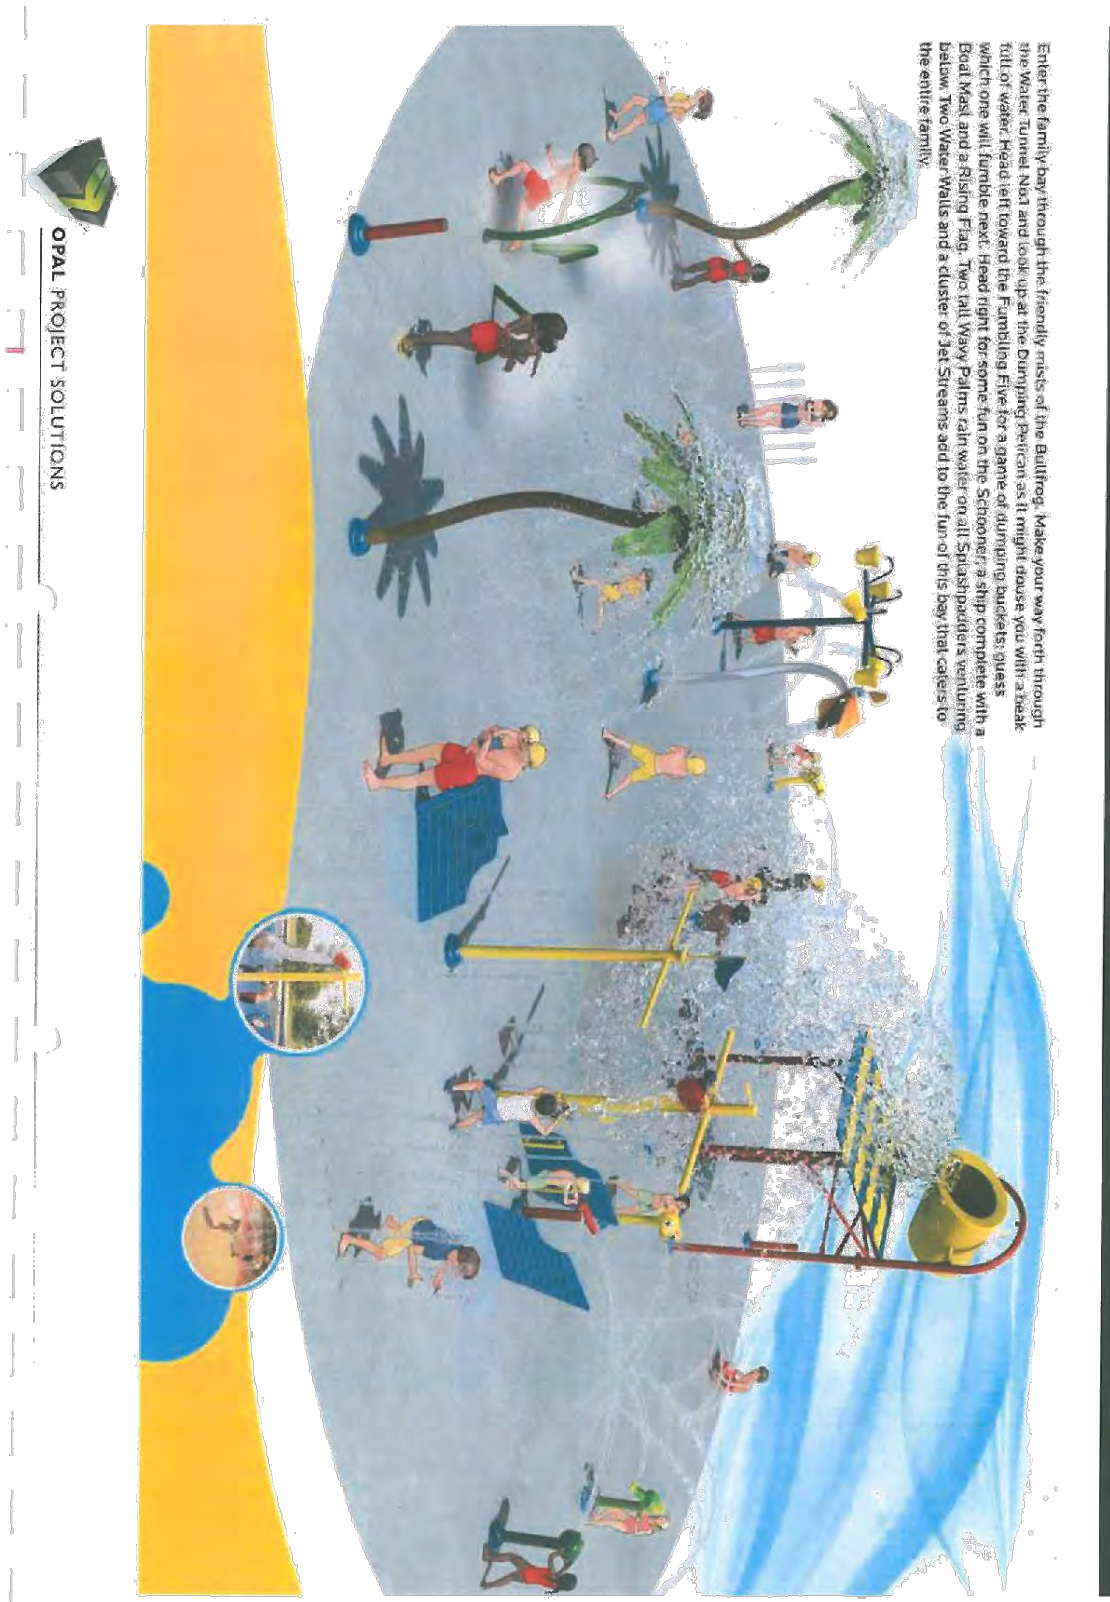 Enter the family bay through the friendly mists of the Bullfrog. Make your way forth through
the Water Tunnel No1 and look up at the Dumping Pelican as it might douse you with a beak
full of water. Head left toward the Fumbling Five for a game of dumping buckets: guess
which one will fumble next. Head right for some fun on the Schooner, a ship complete with a
Boat Mast and a Rising Flag. Two tall Wavy Palms rain water on all Splashpadders venturing
below. Two Water Walls and a cluster of Jet Streams add to the fun of this bay that caters to
the entire family.
OPAL PROJECT SOLUTIONS